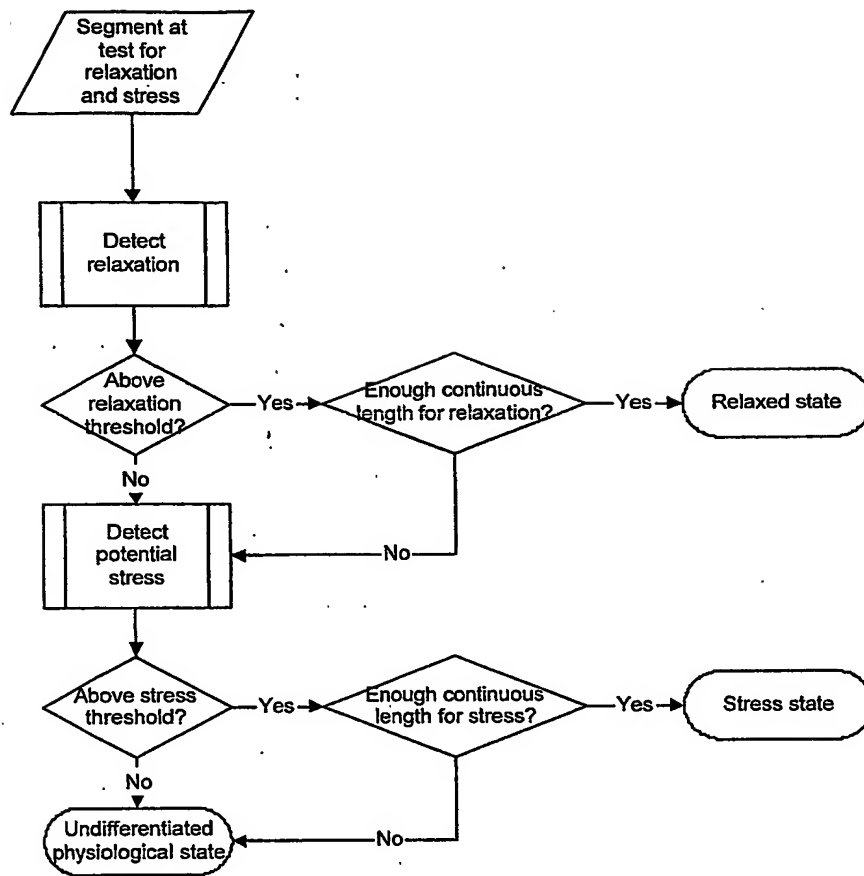 Segment at
test for
relaxation
and stress
Detect
relaxation
Above
relaxation
threshold?
Yes
Enough continuous
length for relaxation?
Yes
Relaxed state
No
Detect
potential
stress
No
Above stress
threshold?
Yes
Enough continuous
length for stress?
Yes
Stress state
No
Undifferentiated
physiological state
No